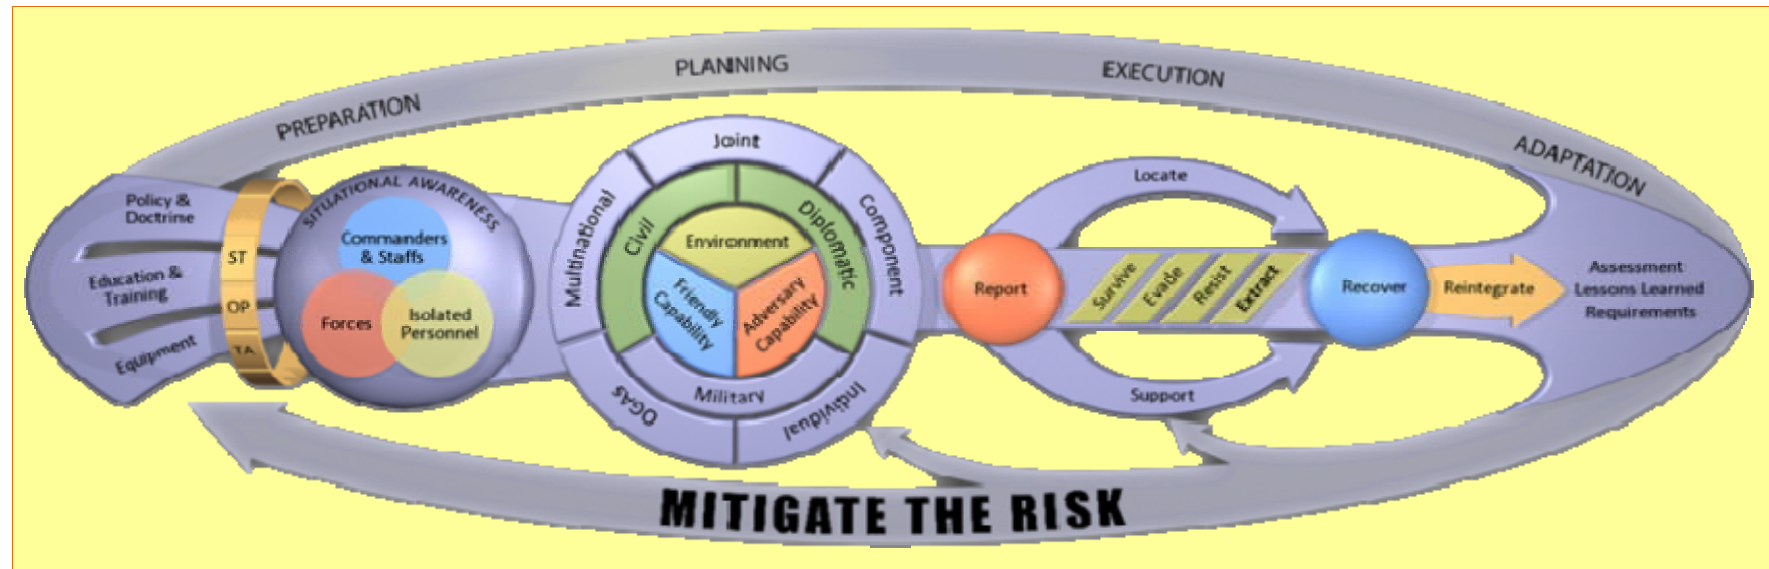 PREPARATION
PLANNING
EXECUTION
ADAPTATION
Policy &
Doctrine
Education &
Training
Equipment
ST
OP
TA
SITUATIONAL AWARENESS
Commanders
& Staffs
Forces
Isolated
Personnel
Joint
Multinational
Component
OGAs
Individual
Civil
Diplomatic
Military
Environment
Friendly
Capability
Adversary
Capability
Report
Locate
Survive
Evade
Resist
Extract
Support
Recover
Reintegrate
Assessment
Lessons Learned
Requirements
MITIGATE THE RISK